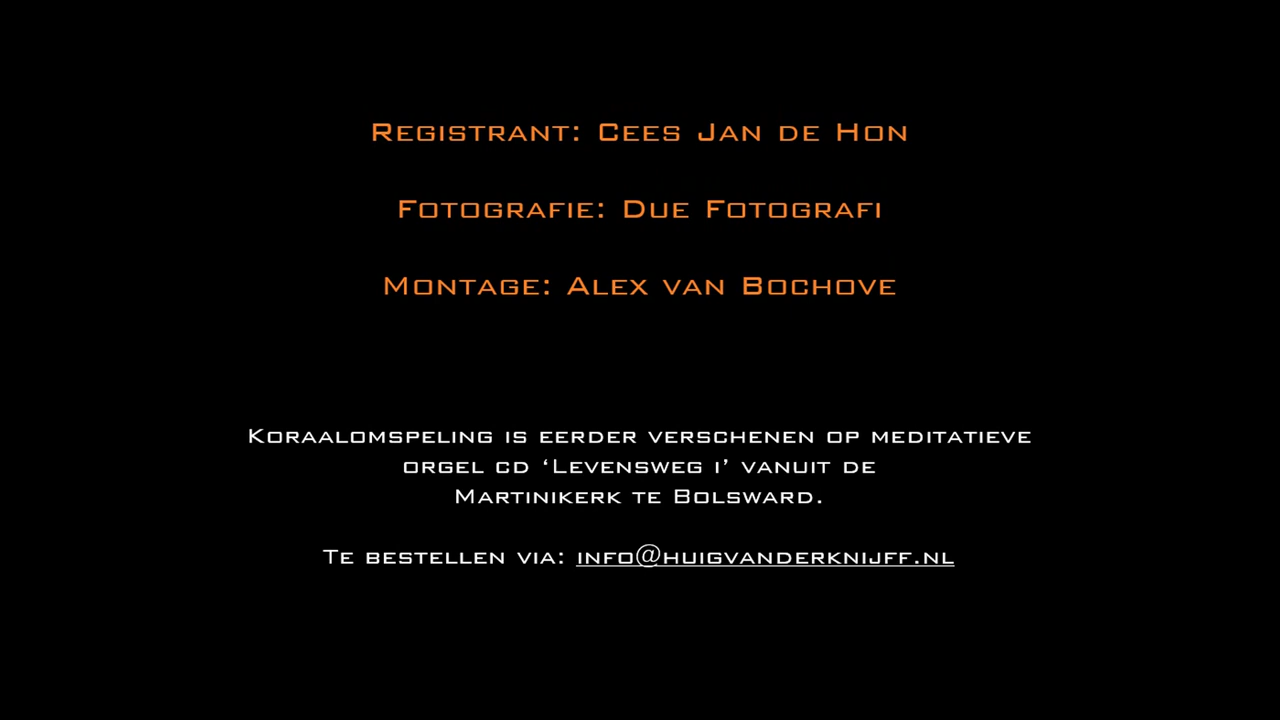 Registrant: Cees Jan de Hon
Fotografie: Due Fotografi
Montage: Alex van Bochove
Koraalomspeling is eerder verschenen op meditatieve
orgel cd ‘Levensweg i’ vanuit de
Martinikerk te Bolsward.
Te bestellen via: info@huigvanderknijff.nl